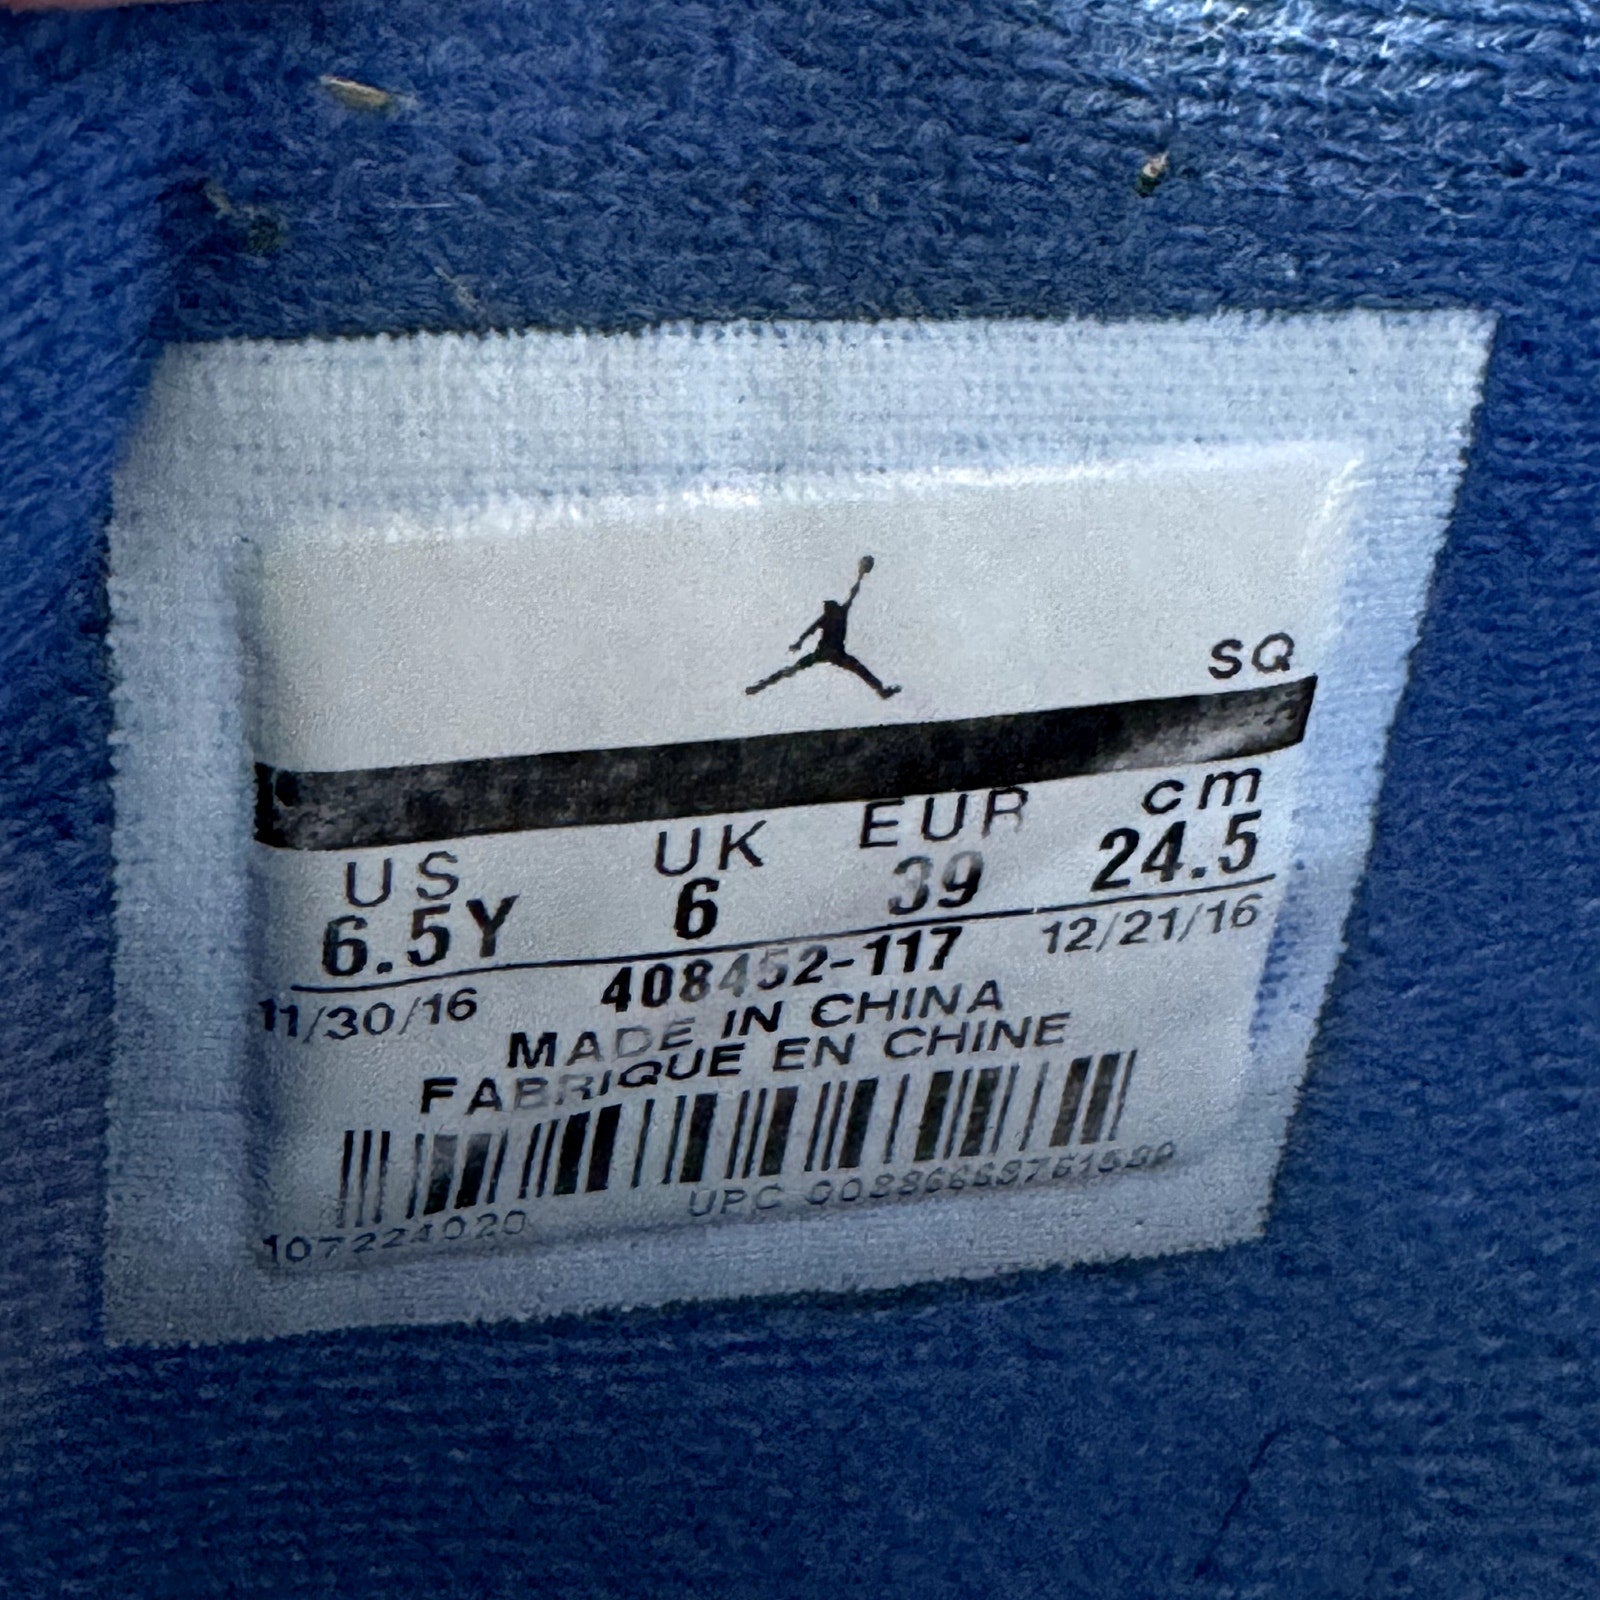 SQ
US UK EUR cm
6.5Y 6 39 24.5
11/30/16 408452-117 12/21/16
MADE IN CHINA
FABRIQUE EN CHINE
UPC